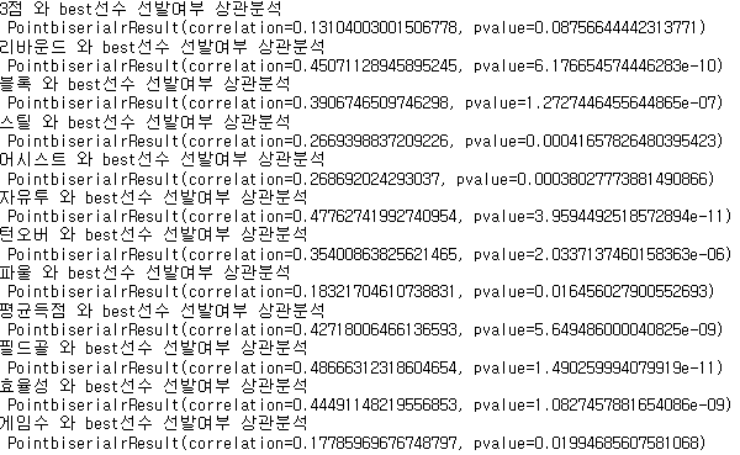 3점 와 best선수 선발여부 상관분석
PointbiserialrResult(correlation=0.13104003001506778, pvalue=0.08756644442313771)
리바운드 와 best선수 선발여부 상관분석
PointbiserialrResult(correlation=0.45071128945895245, pvalue=6.176654574446283e-10)
블록 와 best선수 선발여부 상관분석
PointbiserialrResult(correlation=0.3906746509746298, pvalue=1.2727446455644865e-07)
스틸 와 best선수 선발여부 상관분석
PointbiserialrResult(correlation=0.2669398837209226, pvalue=0.00041657826480395423)
어시스트 와 best선수 선발여부 상관분석
PointbiserialrResult(correlation=0.268692024293037, pvalue=0.00038027773881490866)
자유투 와 best선수 선발여부 상관분석
PointbiserialrResult(correlation=0.47762741992740954, pvalue=3.9594492518572894e-11)
턴오버 와 best선수 선발여부 상관분석
PointbiserialrResult(correlation=0.35400863825621465, pvalue=2.0337137460158363e-06)
파울 와 best선수 선발여부 상관분석
PointbiserialrResult(correlation=0.18321704610738831, pvalue=0.016456027900552693)
평균득점 와 best선수 선발여부 상관분석
PointbiserialrResult(correlation=0.42718006466136593, pvalue=5.649486000040825e-09)
필드골 와 best선수 선발여부 상관분석
PointbiserialrResult(correlation=0.48666312318604654, pvalue=1.490259994079919e-11)
효율성 와 best선수 선발여부 상관분석
PointbiserialrResult(correlation=0.44491148219556853, pvalue=1.0827457881654086e-09)
게임수 와 best선수 선발여부 상관분석
PointbiserialrResult(correlation=0.17785969676748797, pvalue=0.01994685607581068)